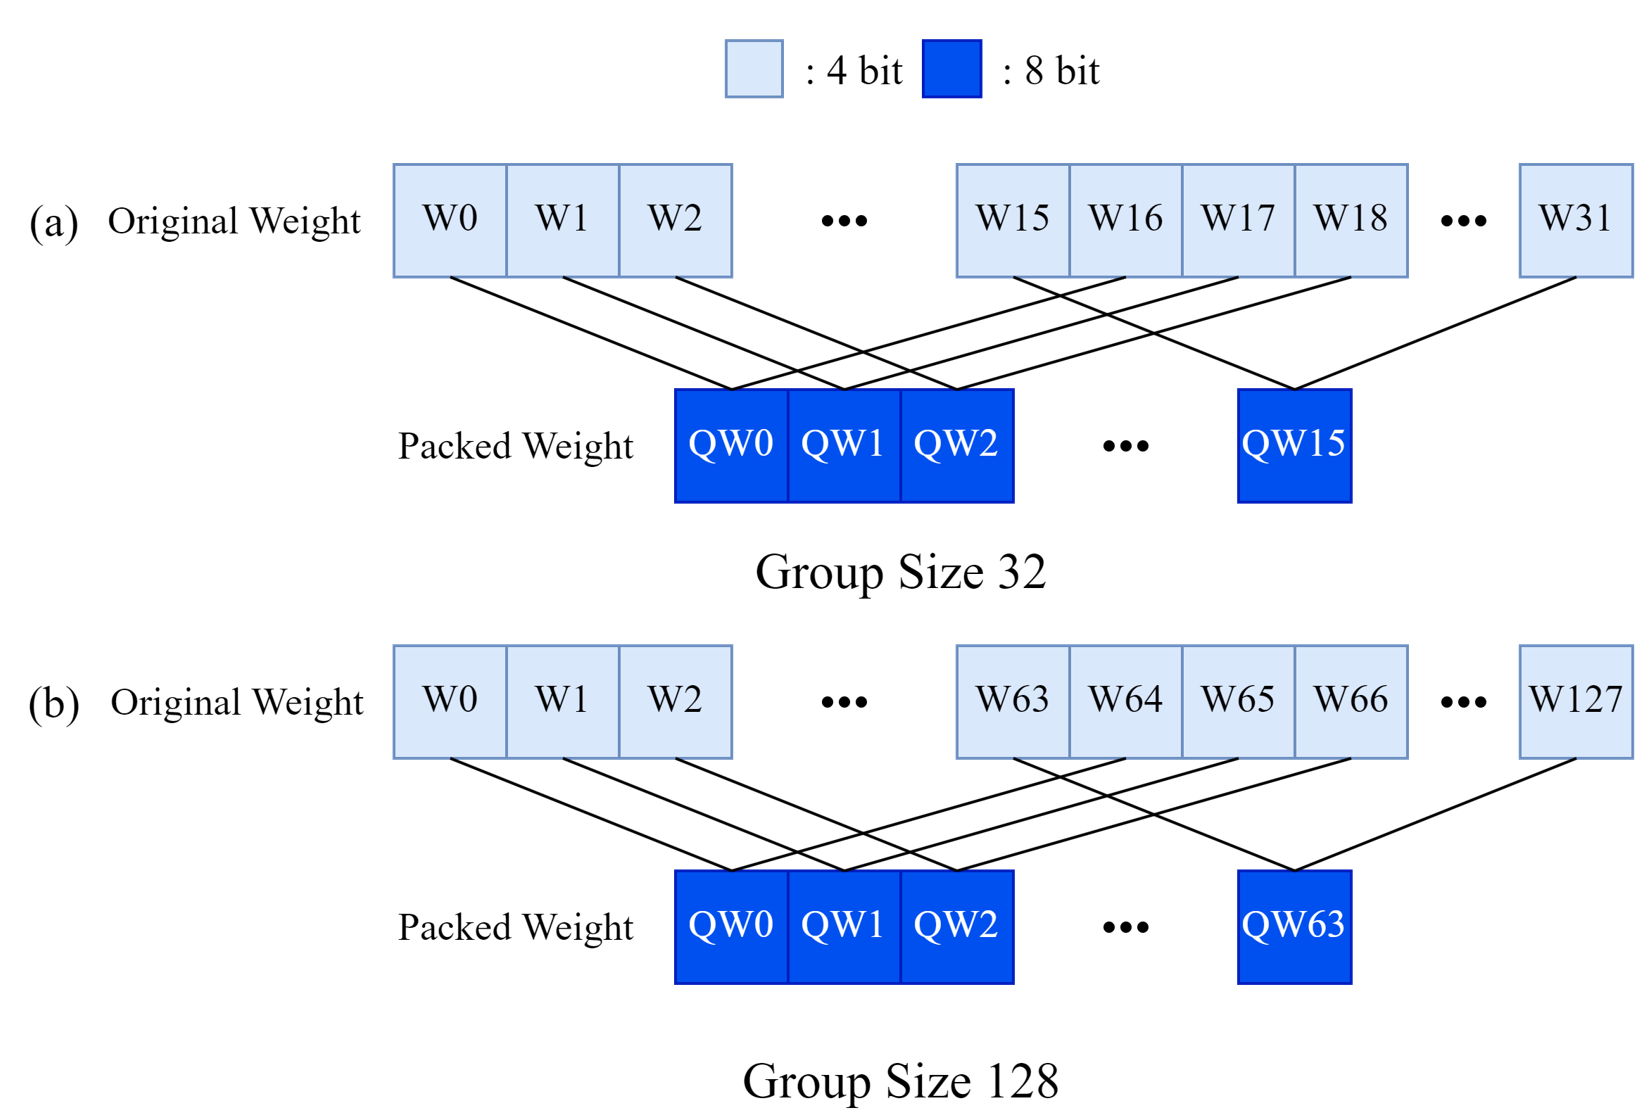 : 4 bit : 8 bit
(a) Original Weight W0 W1 W2 ••• W15 W16 W17 W18 ••• W31
Packed Weight QW0 QW1 QW2 ••• QW15
Group Size 32
(b) Original Weight W0 W1 W2 ••• W63 W64 W65 W66 ••• W127
Packed Weight QW0 QW1 QW2 ••• QW63
Group Size 128